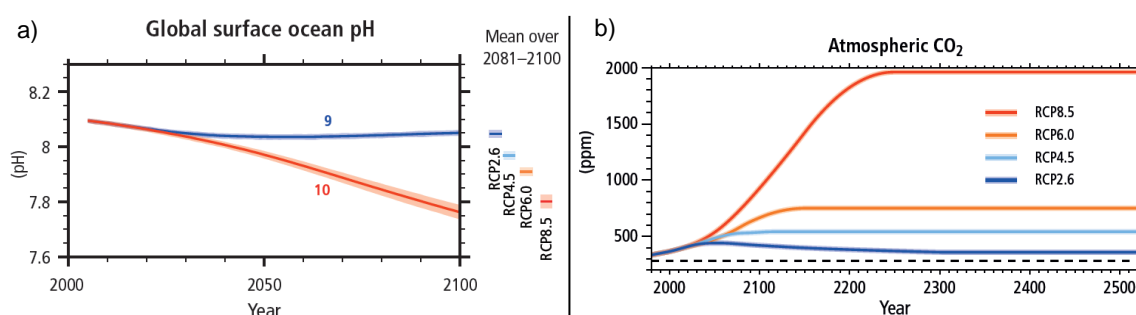 a)
Global surface ocean pH
Mean over
2081–2100
8.2
8
7.8
7.6
(pH)
9
10
2000
2050
2100
Year
RCP2.6
RCP4.5
RCP6.0
RCP8.5
b)
Atmospheric CO₂
2000
1500
1000
500
(ppm)
RCP8.5
RCP6.0
RCP4.5
RCP2.6
2000
2100
2200
2300
2400
2500
Year